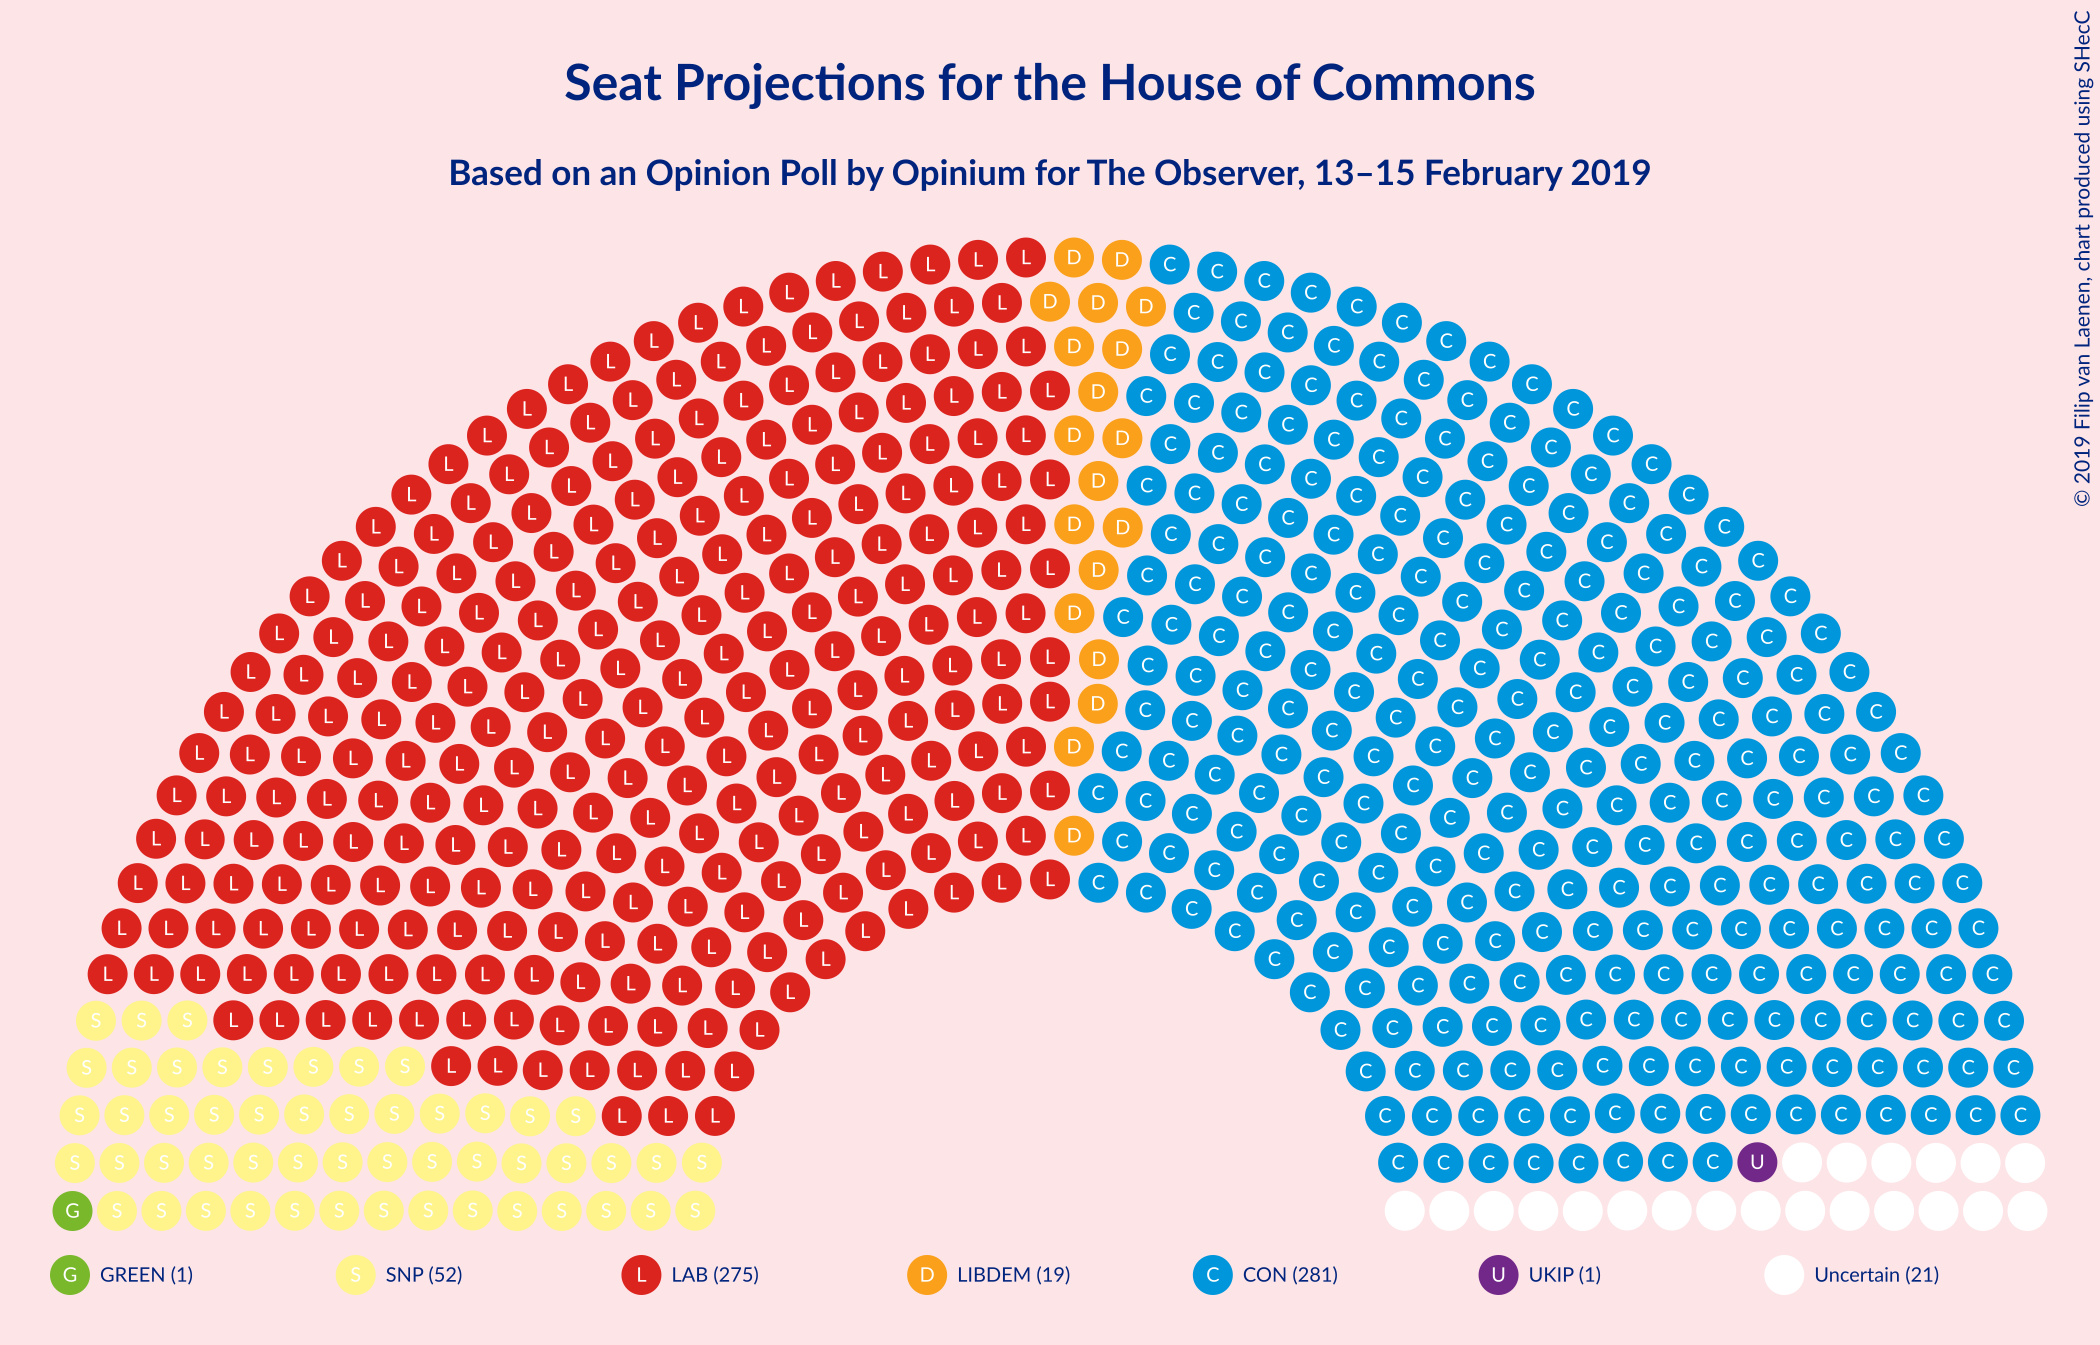 Seat Projections for the House of Commons
Based on an Opinion Poll by Opinium for The Observer, 13–15 February 2019
© 2019 Filip van Laenen, chart produced using SHecC
G GREEN (1)
S SNP (52)
L LAB (275)
D LIBDEM (19)
C CON (281)
U UKIP (1)
Uncertain (21)